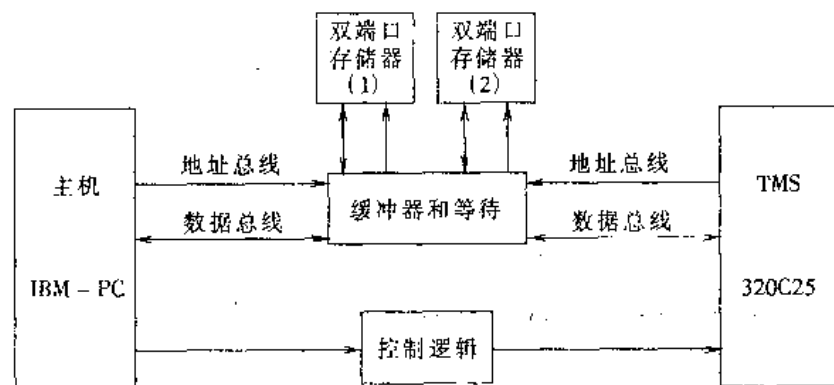 双端口
存储器
(1)
双端口
存储器
(2)
主机
IBM-PC
地址总线
数据总线
缓冲器和等待
地址总线
数据总线
TMS
320C25
控制逻辑